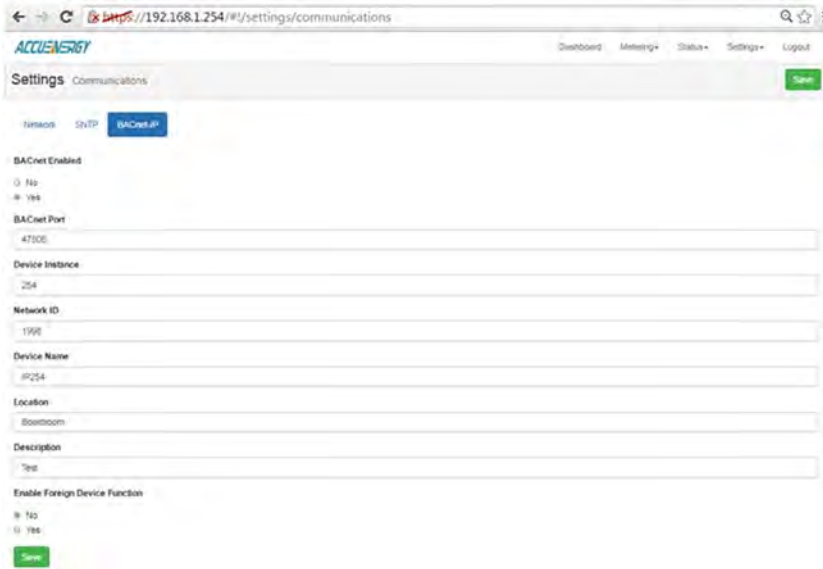 https://192.168.1.254/#!/settings/communications
ACCUENERGY
Dashboard Metering Status Settings Logout
Settings Communications
Save
Network SNTP BACnet-IP
BACnet Enabled
No
Yes
BACnet Port
Device Instance
254
Network ID
Device Name
IP254
Location
Boardroom
Description
Test
Enable Foreign Device Function
No
Yes
Save